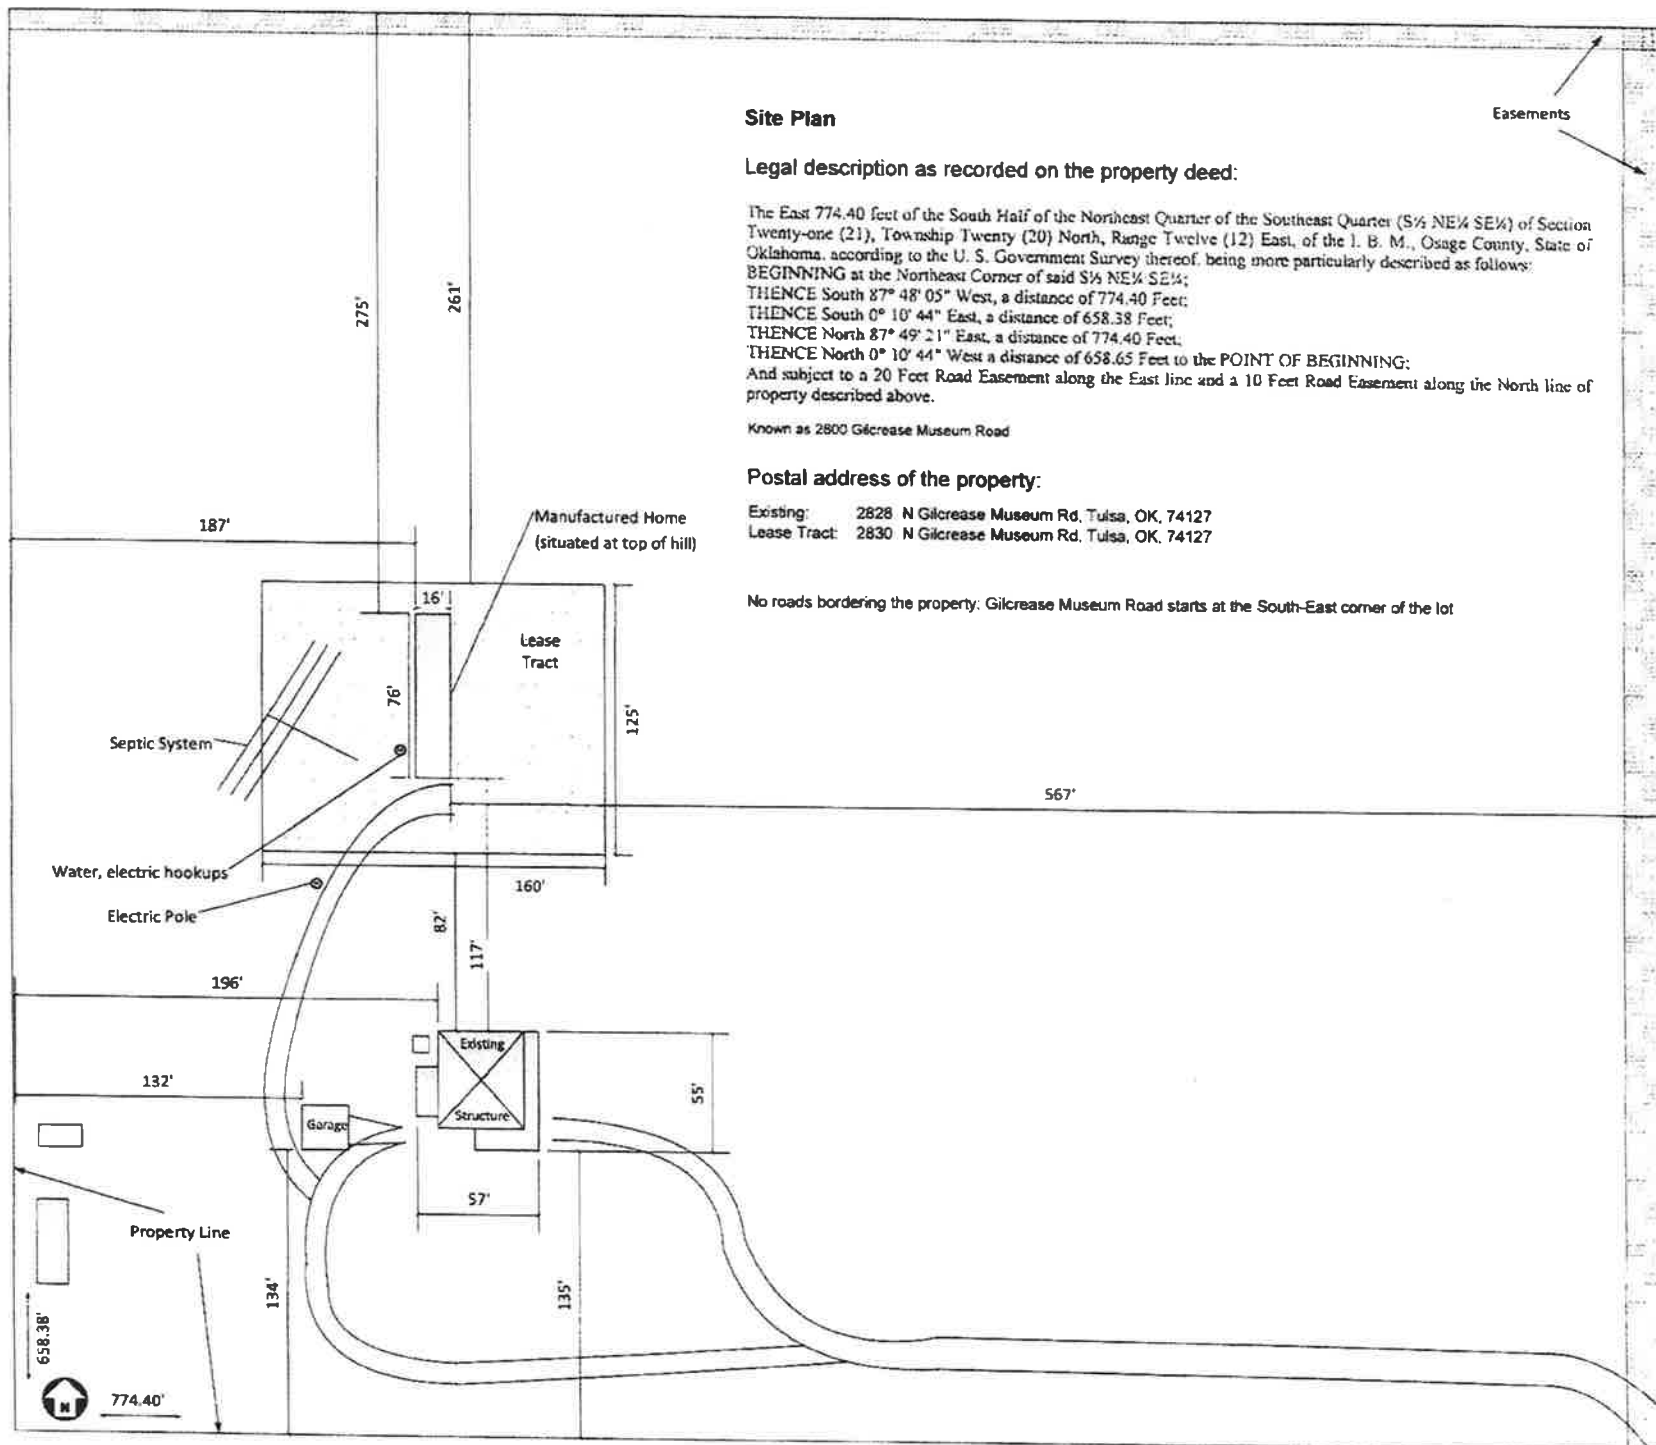 Easements
Site Plan
Legal description as recorded on the property deed:
The East 774.40 feet of the South Half of the Northeast Quarter of the Southeast Quarter (S½ NE¼ SE¼) of Section
Twenty-one (21), Township Twenty (20) North, Range Twelve (12) East, of the I. B. M., Osage County, State of
Oklahoma, according to the U. S. Government Survey thereof, being more particularly described as follows:
BEGINNING at the Northeast Corner of said S½ NE¼ SE¼;
THENCE South 87° 48' 05" West, a distance of 774.40 Feet;
THENCE South 0° 10' 44" East, a distance of 658.38 Feet;
THENCE North 87° 49' 21" East, a distance of 774.40 Feet;
THENCE North 0° 10' 44" West a distance of 658.65 Feet to the POINT OF BEGINNING;
And subject to a 20 Feet Road Easement along the East line and a 10 Feet Road Easement along the North line of
property described above.
Known as 2800 Gilcrease Museum Road
Postal address of the property:
Existing: 2828 N Gilcrease Museum Rd, Tulsa, OK, 74127
Lease Tract: 2830 N Gilcrease Museum Rd, Tulsa, OK, 74127
No roads bordering the property: Gilcrease Museum Road starts at the South-East corner of the lot
275'
261'
187'
Manufactured Home
(situated at top of hill)
16'
Lease
Tract
76'
125'
Septic System
567'
Water, electric hookups
160'
Electric Pole
82'
117'
196'
Existing
Structure
132'
Garage
55'
57'
Property Line
134'
135'
658.38'
N
774.40'